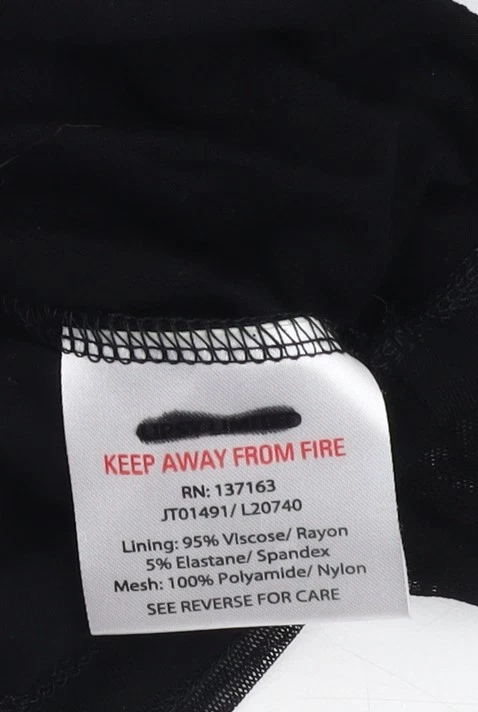 KEEP AWAY FROM FIRE
RN: 137163
JT01491/ L20740
Lining: 95% Viscose/ Rayon
5% Elastane/ Spandex
Mesh: 100% Polyamide/ Nylon
SEE REVERSE FOR CARE